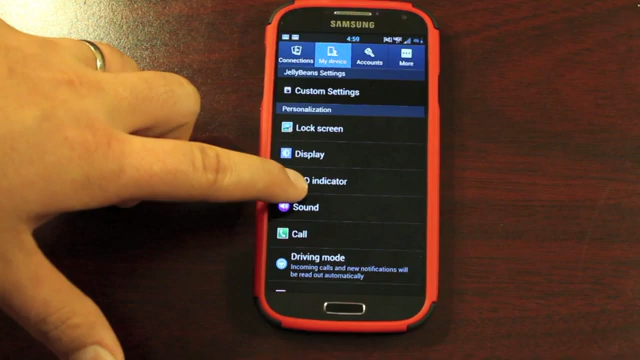 SAMSUNG
4:59
Connections
My device
Accounts
More
JellyBeans Settings
Custom Settings
Personalization
Lock screen
Display
D indicator
Sound
Call
Driving mode
Incoming calls and new notifications will
be read out automatically